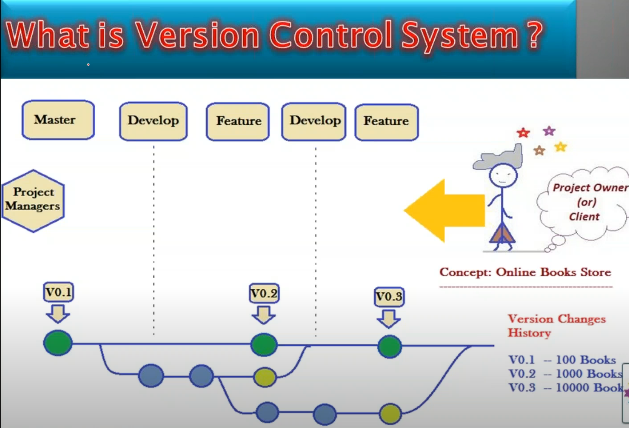 What is Version Control System ?
Master
Develop
Feature
Develop
Feature
Project
Managers
Project Owner
(or)
Client
Concept: Online Books Store
V0.1
V0.2
V0.3
Version Changes
History
V0.1 -- 100 Books
V0.2 -- 1000 Books
V0.3 -- 10000 Book